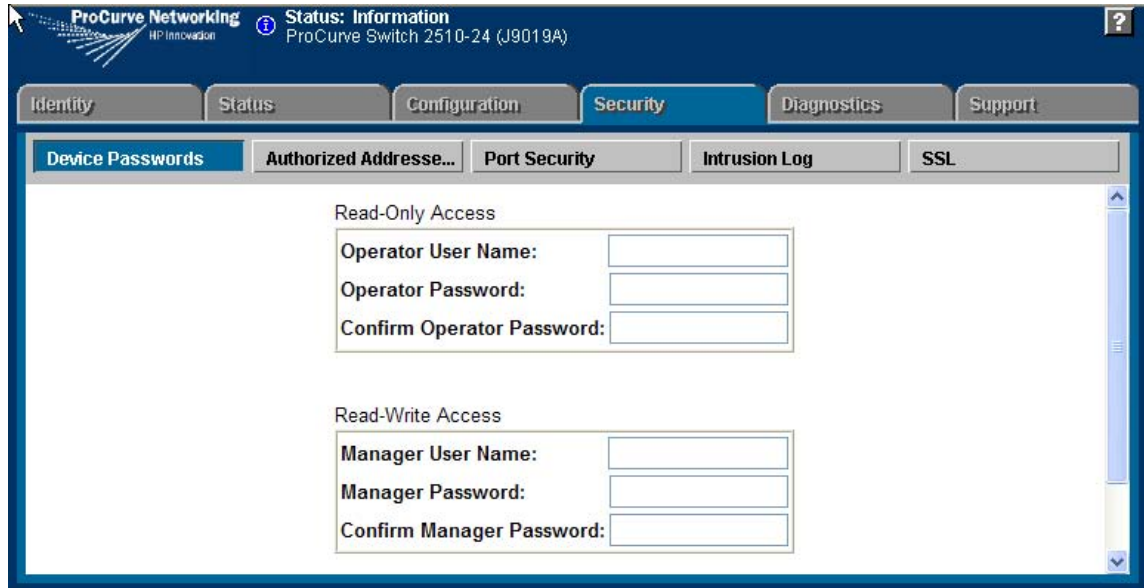 ProCurve Networking
HP Innovation
Status: Information
ProCurve Switch 2510-24 (J9019A)
?
Identity
Status
Configuration
Security
Diagnostics
Support
Device Passwords
Authorized Addresse...
Port Security
Intrusion Log
SSL
Read-Only Access
Operator User Name:
Operator Password:
Confirm Operator Password:
Read-Write Access
Manager User Name:
Manager Password:
Confirm Manager Password: